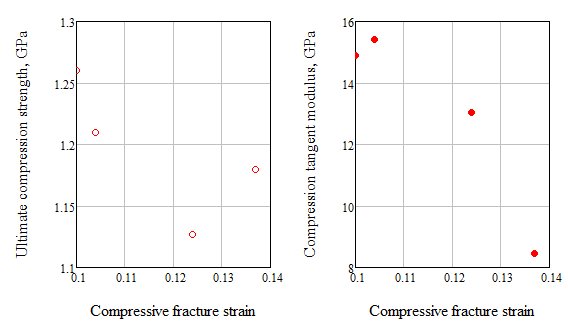 Ultimate compression strength, GPa
1.3
1.25
1.2
1.15
1.1
0.1 0.11 0.12 0.13 0.14
Compressive fracture strain
Compression tangent modulus, GPa
16
14
12
10
8
0.1 0.11 0.12 0.13 0.14
Compressive fracture strain